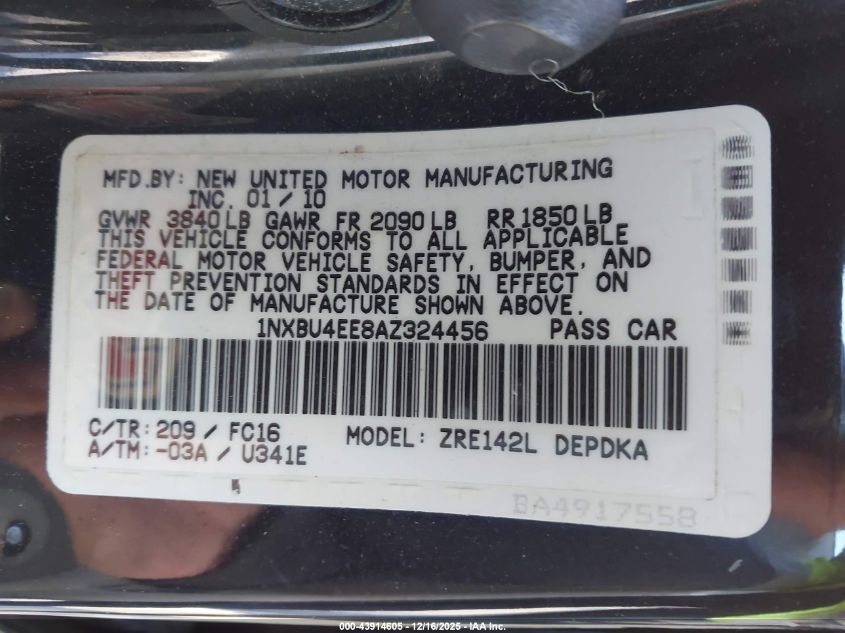 MFD.BY: NEW UNITED MOTOR MANUFACTURING
INC. 01 / 10
GVWR 3840 LB GAWR FR 2090 LB RR 1850 LB
THIS VEHICLE CONFORMS TO ALL APPLICABLE
FEDERAL MOTOR VEHICLE SAFETY, BUMPER, AND
THEFT PREVENTION STANDARDS IN EFFECT ON
THE DATE OF MANUFACTURE SHOWN ABOVE.
1NXBU4EE8AZ324456 PASS CAR
C/TR: 209 / FC16 MODEL: ZRE142L DEPDKA
A/TM: -03A / U341E
BA4917558
000-43914605 - 12/16/2025 - IAA Inc.